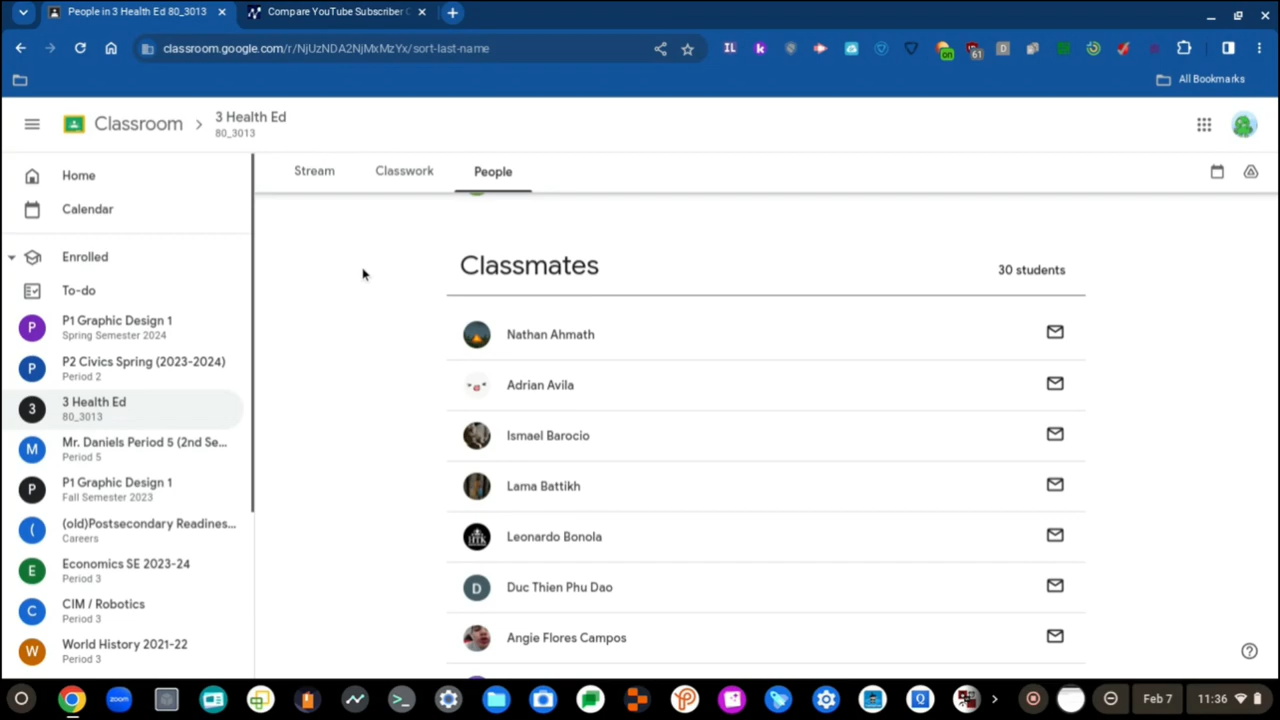 People in 3 Health Ed 80_3013
Compare YouTube Subscriber C
classroom.google.com/r/NjUzNDA2NjMxMzYx/sort-last-name
IL
k
on
61
D
All Bookmarks
Classroom
3 Health Ed
80_3013
Stream
Classwork
People
Home
Calendar
Enrolled
To-do
P
P1 Graphic Design 1
Spring Semester 2024
P
P2 Civics Spring (2023-2024)
Period 2
3
3 Health Ed
80_3013
M
Mr. Daniels Period 5 (2nd Se...
Period 5
P
P1 Graphic Design 1
Fall Semester 2023
(
(old)Postsecondary Readines...
Careers
E
Economics SE 2023-24
Period 3
C
CIM / Robotics
Period 3
W
World History 2021-22
Period 3
Classmates
30 students
Nathan Ahmath
Adrian Avila
Ismael Barocio
Lama Battikh
Leonardo Bonola
D
Duc Thien Phu Dao
Angie Flores Campos
zoom
Q
Feb 7
11:36